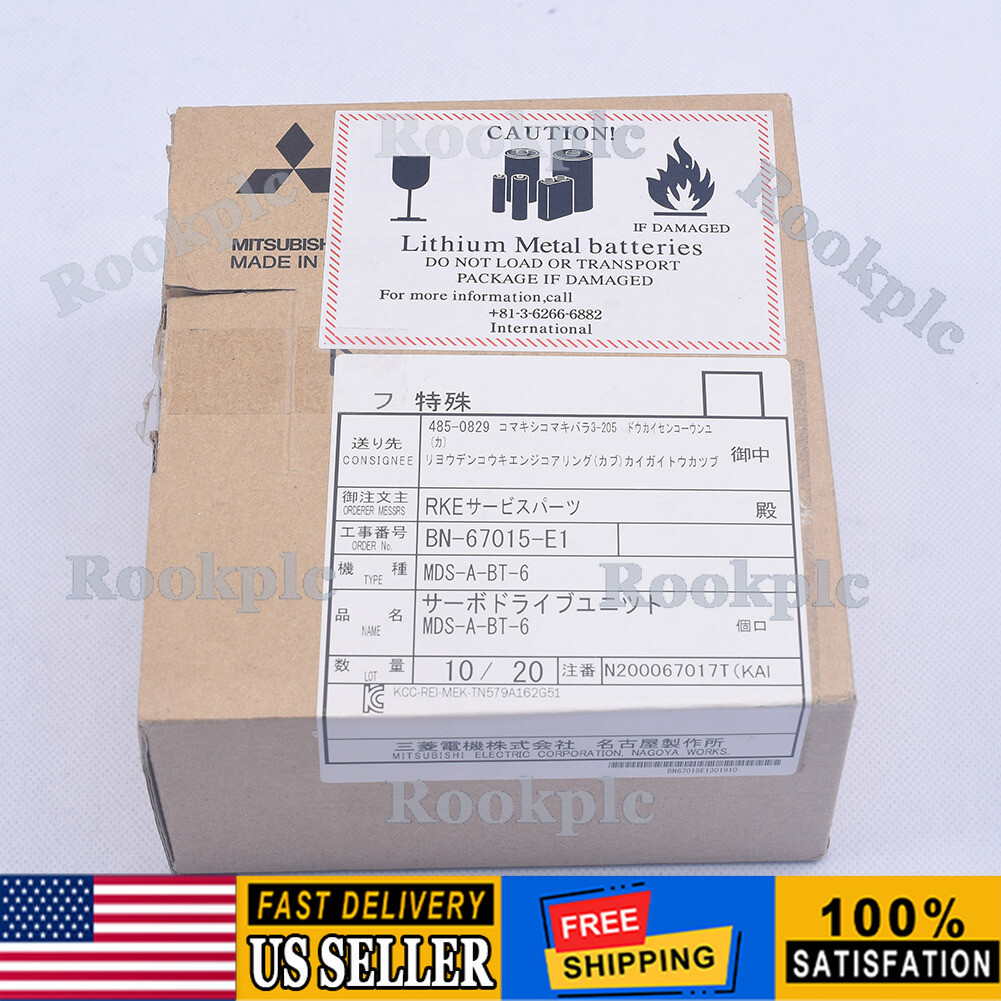 MITSUBISH
MADE IN
CAUTION!
IF DAMAGED
Lithium Metal batteries
DO NOT LOAD OR TRANSPORT
PACKAGE IF DAMAGED
For more information,call
+81-3-6266-6882
International
フ 特殊
送り先
CONSIGNEE
485-0829 コマキシコマキバラ3-205 ドウカイセンコーウンユ
(カ)
リヨウデンコウキエンジニアリング(カブ)カイガイトウカツブ 御中
御注文主
ORDERER MESSRS
RKEサービスパーツ 殿
工事番号
ORDER No.
BN-67015-E1
機種
TYPE
MDS-A-BT-6
品名
NAME
サーボドライブユニット
MDS-A-BT-6
個口
数量
LOT
10/ 20
注番
N200067017T(KAI
KCC-REI-MEK-TN579A162G51
三菱電機株式会社 名古屋製作所
MITSUBISHI ELECTRIC CORPORATION, NAGOYA WORKS.
BN67015E1301910
Rookplc
Rookplc
Rookplc
Rookplc
Rookplc
Rookplc
FAST DELIVERY
US SELLER
FREE
SHIPPING
100%
SATISFATION